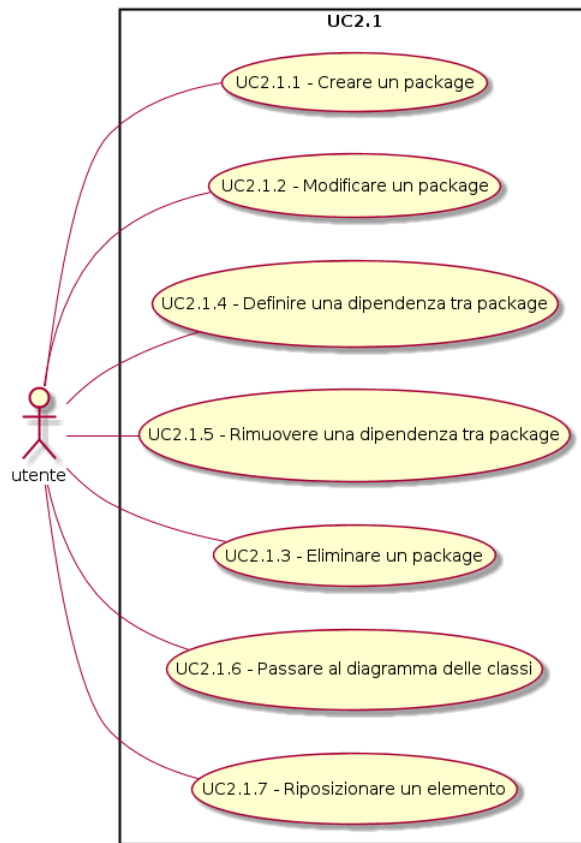 UC2.1
UC2.1.1 - Creare un package
UC2.1.2 - Modificare un package
UC2.1.4 - Definire una dipendenza tra package
UC2.1.5 - Rimuovere una dipendenza tra package
utente
UC2.1.3 - Eliminare un package
UC2.1.6 - Passare al diagramma delle classi
UC2.1.7 - Riposizionare un elemento